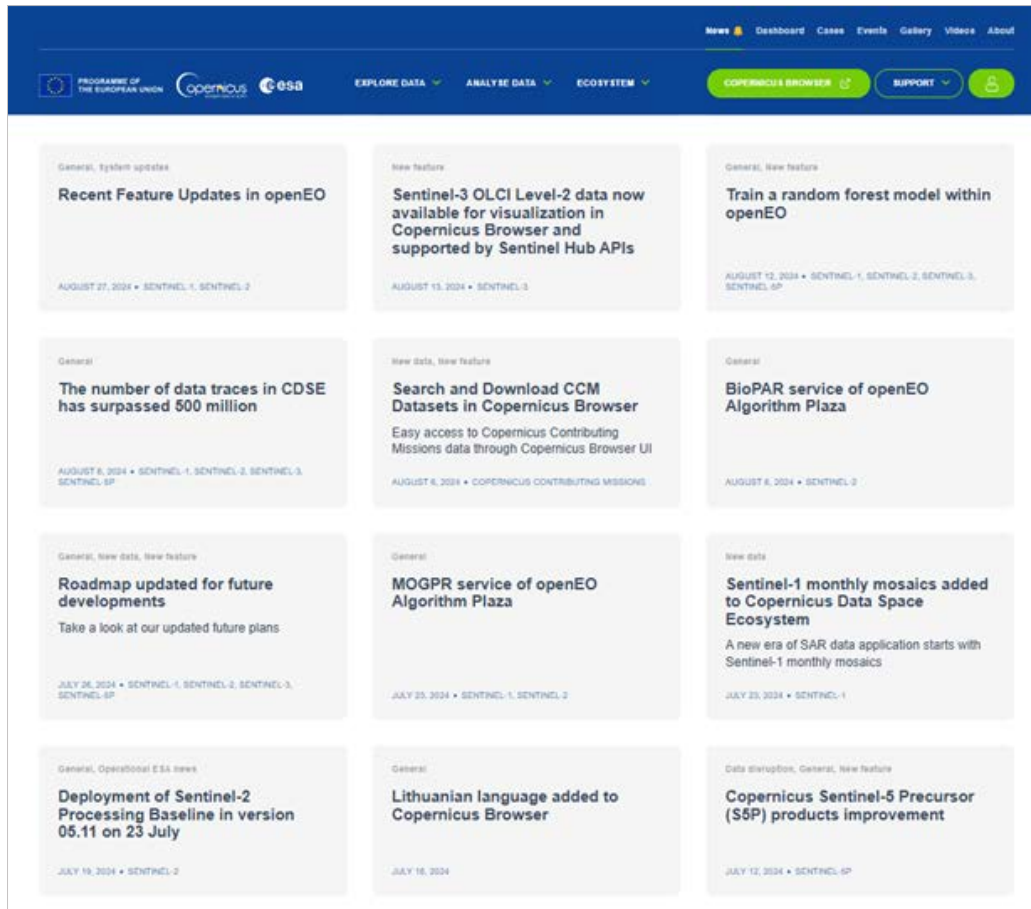 News Dashboard Cases Events Gallery Videos About
PROGRAMME OF
THE EUROPEAN UNION
opernicus
esa
EXPLORE DATA
ANALYSE DATA
ECOSYSTEM
COPERNICUS BROWSER
SUPPORT
General, System updates
Recent Feature Updates in openEO
AUGUST 27, 2024 • SENTINEL-1, SENTINEL-2
New feature
Sentinel-3 OLCI Level-2 data now
available for visualization in
Copernicus Browser and
supported by Sentinel Hub APIs
AUGUST 13, 2024 • SENTINEL-3
General, New feature
Train a random forest model within
openEO
AUGUST 12, 2024 • SENTINEL-1, SENTINEL-2, SENTINEL-3,
SENTINEL-5P
General
The number of data traces in CDSE
has surpassed 500 million
AUGUST 8, 2024 • SENTINEL-1, SENTINEL-2, SENTINEL-3,
SENTINEL-5P
New data, New feature
Search and Download CCM
Datasets in Copernicus Browser
Easy access to Copernicus Contributing
Missions data through Copernicus Browser UI
AUGUST 6, 2024 • COPERNICUS CONTRIBUTING MISSIONS
General
BioPAR service of openEO
Algorithm Plaza
AUGUST 6, 2024 • SENTINEL-2
General, New data, New feature
Roadmap updated for future
developments
Take a look at our updated future plans
JULY 26, 2024 • SENTINEL-1, SENTINEL-2, SENTINEL-3,
SENTINEL-5P
General
MOGPR service of openEO
Algorithm Plaza
JULY 25, 2024 • SENTINEL-1, SENTINEL-2
New data
Sentinel-1 monthly mosaics added
to Copernicus Data Space
Ecosystem
A new era of SAR data application starts with
Sentinel-1 monthly mosaics
JULY 23, 2024 • SENTINEL-1
General, Operational ESA news
Deployment of Sentinel-2
Processing Baseline in version
05.11 on 23 July
JULY 19, 2024 • SENTINEL-2
General
Lithuanian language added to
Copernicus Browser
JULY 18, 2024
Data disruption, General, New feature
Copernicus Sentinel-5 Precursor
(S5P) products improvement
JULY 12, 2024 • SENTINEL-5P